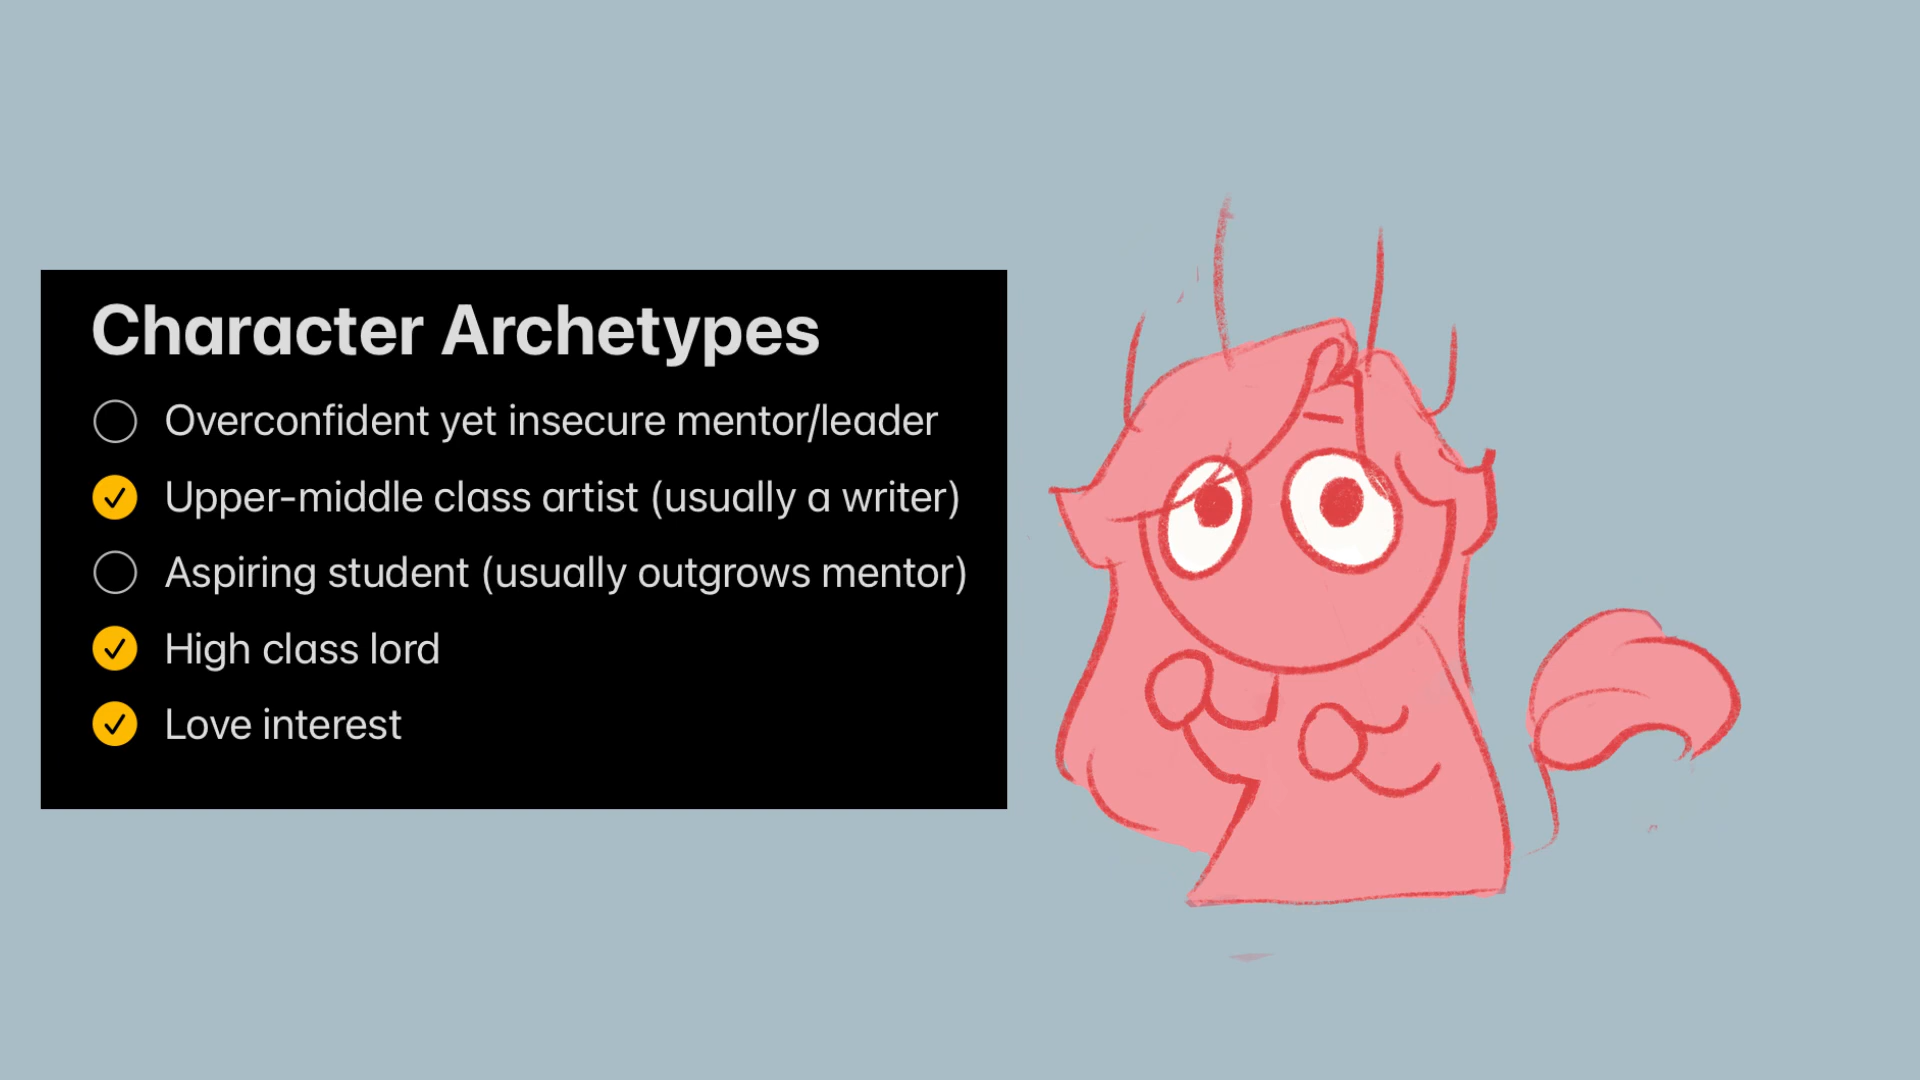 Character Archetypes
Overconfident yet insecure mentor/leader
Upper-middle class artist (usually a writer)
Aspiring student (usually outgrows mentor)
High class lord
Love interest